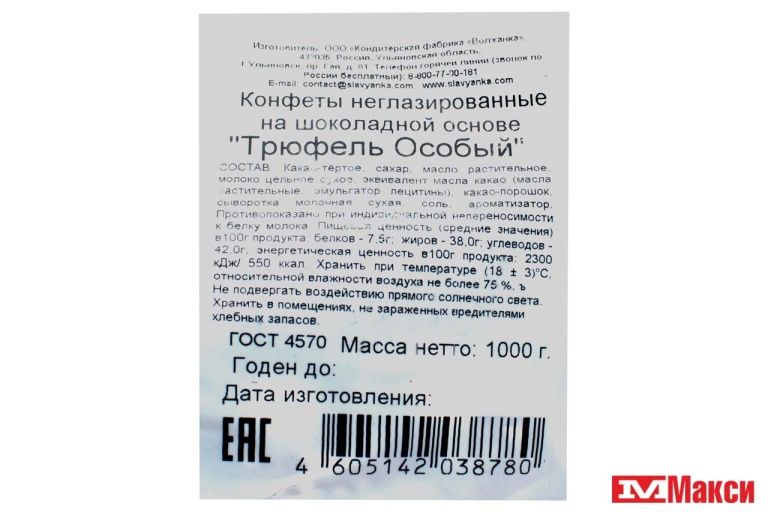 Изготовитель: ООО «Кондитерская фабрика «Волжанка»,
432035, Россия, Ульяновская область,
г Ульяновск, пр. Гая, д. 81. Телефон горячей линии (звонок по
России бесплатный): 8-800-77-00-181
E-mail: contact@slavyanka.com www.slavyanka.com
Конфеты неглазированные
на шоколадной основе
"Трюфель Особый"
СОСТАВ: Какао-тёртое, сахар, масло растительное,
молоко цельное сухое, эквивалент масла какао (масла
растительные, эмульгатор лецитины), какао-порошок,
сыворотка молочная сухая, соль, ароматизатор.
Противопоказано при индивидуальной непереносимости
к белку молока. Пищевая ценность (средние значения)
в100г продукта: белков - 7,5г; жиров - 38,0г; углеводов -
42,0г; энергетическая ценность в100г продукта: 2300
кДж/ 550 ккал. Хранить при температуре (18 ± 3)°С,
относительной влажности воздуха не более 75 %. ъ
Не подвергать воздействию прямого солнечного света.
Хранить в помещениях, не зараженных вредителями
хлебных запасов.
ГОСТ 4570 Масса нетто: 1000 г.
Годен до:
Дата изготовления:
ЕАС
4 605142 038780
Макси